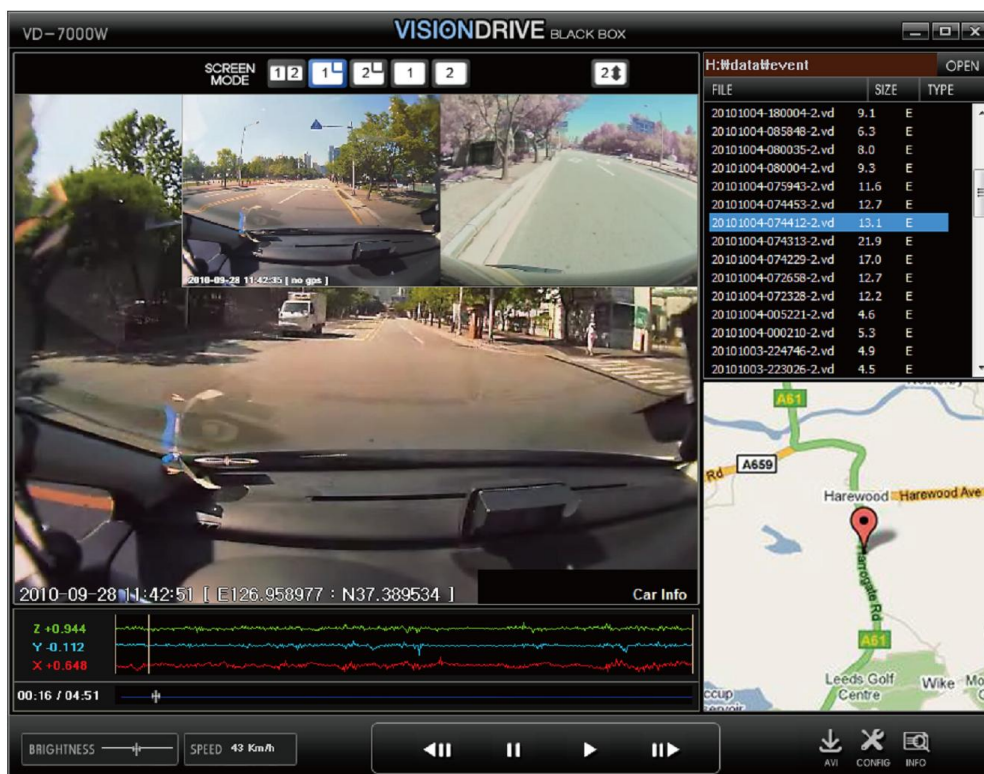 VD-7000W
VISIONDRIVE BLACK BOX
SCREEN MODE
1 2
1
2
1
2
2
H:₩data₩event
OPEN
FILE SIZE TYPE
20101004-180004-2.vd 9.1 E
20101004-085848-2.vd 6.3 E
20101004-080035-2.vd 8.0 E
20101004-080004-2.vd 9.3 E
20101004-075943-2.vd 11.6 E
20101004-074453-2.vd 12.7 E
20101004-074412-2.vd 13.1 E
20101004-074313-2.vd 21.9 E
20101004-074229-2.vd 17.0 E
20101004-072658-2.vd 12.7 E
20101004-072328-2.vd 12.2 E
20101004-005221-2.vd 4.6 E
20101004-000210-2.vd 5.3 E
20101003-224746-2.vd 4.9 E
20101003-223026-2.vd 4.5 E
2010-09-28 11:42:35 [ no gps ]
2010-09-28 11:42:51 [ E126.958977 : N37.389534 ]
Car Info
A61
Rd
A659
Harewood
Harewood Ave
Harrogate Rd
A61
Leeds Golf
Centre
Wike
Z +0.944
Y -0.112
X +0.648
00:16 / 04:51
BRIGHTNESS
SPEED 43 Km/h
AVI
CONFIG
INFO